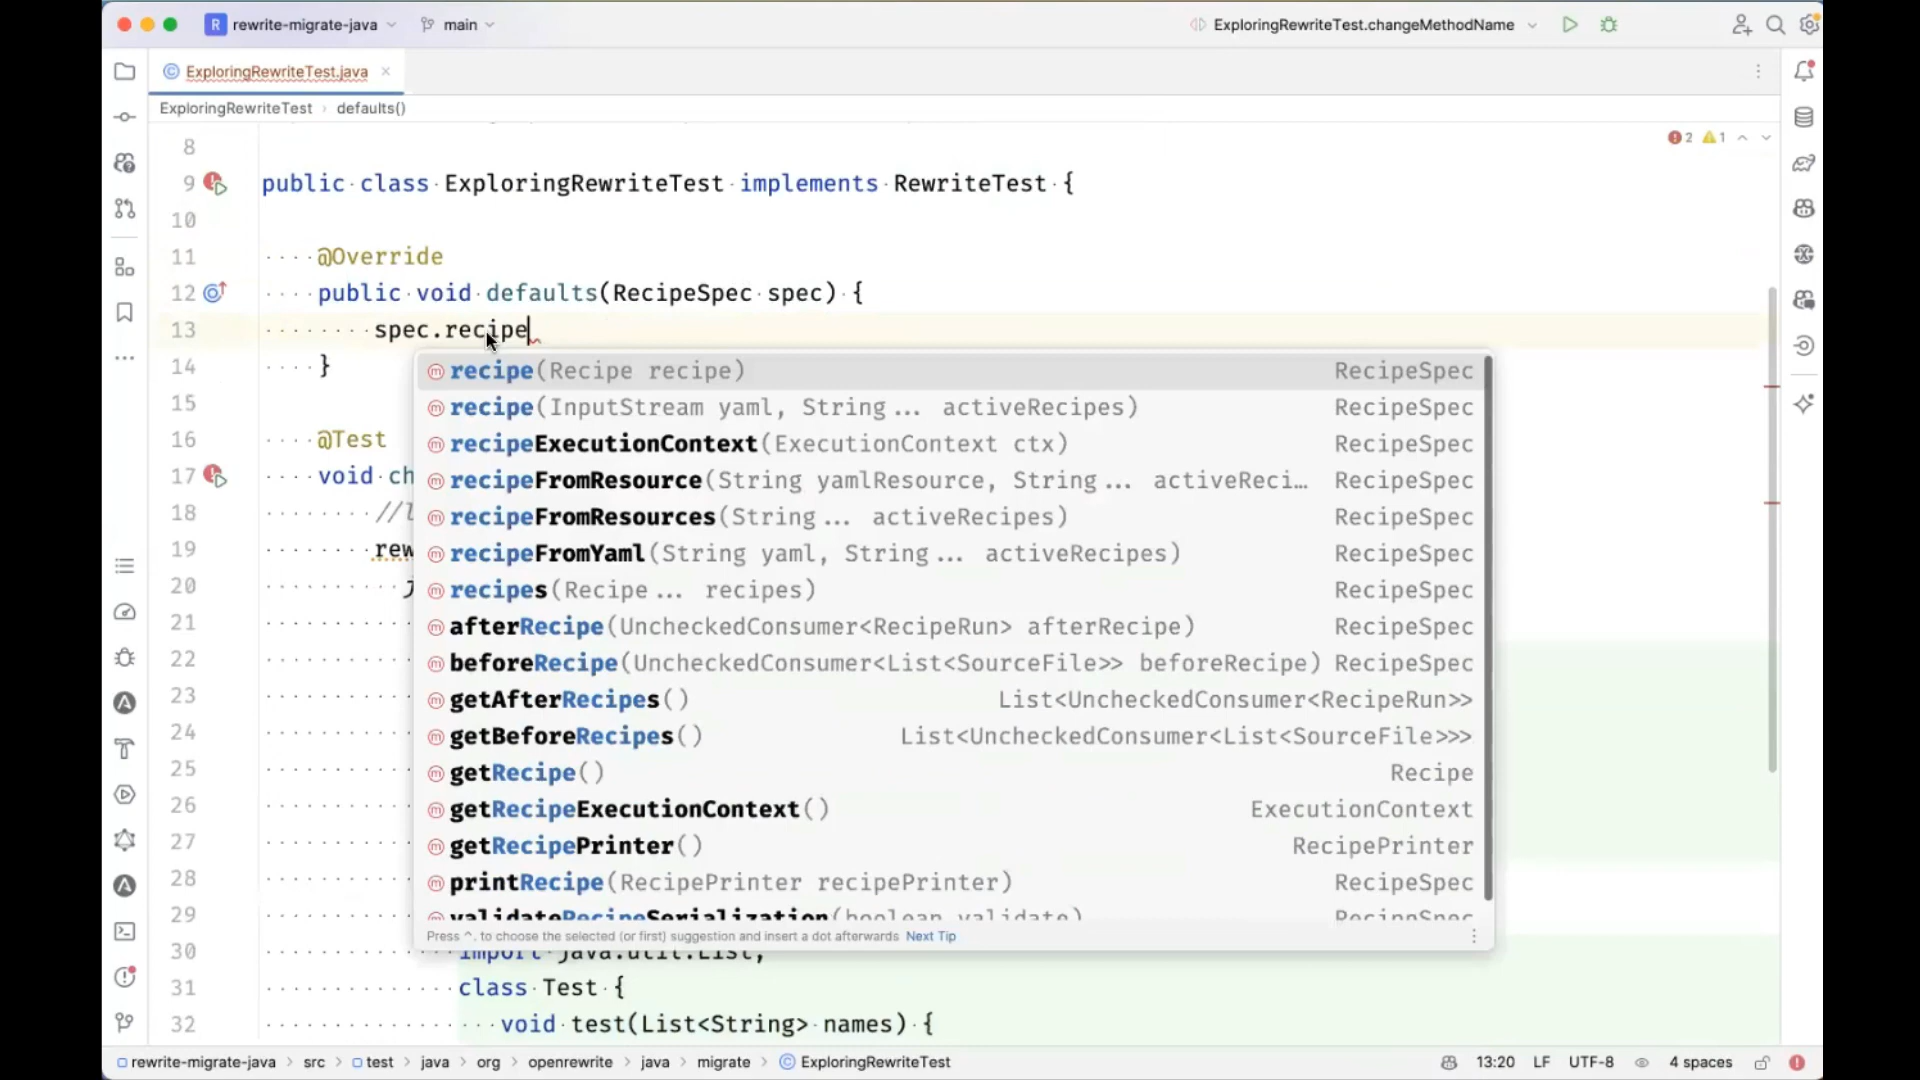 R rewrite-migrate-java main ExploringRewriteTest.changeMethodName
ExploringRewriteTest.java
ExploringRewriteTest › defaults()
2 1
8
9 public class ExploringRewriteTest implements RewriteTest {
10
11 @Override
12 public void defaults(RecipeSpec spec) {
13 spec.recipe
14 }
15
16 @Test
17 void ch
18 //l
19 rew
20
21
22
23
24
25
26
27
28
29
30 import java.util.List;
31 class Test {
32 void test(List<String> names) {
recipe(Recipe recipe) RecipeSpec
recipe(InputStream yaml, String... activeRecipes) RecipeSpec
recipeExecutionContext(ExecutionContext ctx) RecipeSpec
recipeFromResource(String yamlResource, String... activeReci… RecipeSpec
recipeFromResources(String... activeRecipes) RecipeSpec
recipeFromYaml(String yaml, String... activeRecipes) RecipeSpec
recipes(Recipe... recipes) RecipeSpec
afterRecipe(UncheckedConsumer<RecipeRun> afterRecipe) RecipeSpec
beforeRecipe(UncheckedConsumer<List<SourceFile>> beforeRecipe) RecipeSpec
getAfterRecipes() List<UncheckedConsumer<RecipeRun>>
getBeforeRecipes() List<UncheckedConsumer<List<SourceFile>>>
getRecipe() Recipe
getRecipeExecutionContext() ExecutionContext
getRecipePrinter() RecipePrinter
printRecipe(RecipePrinter recipePrinter) RecipeSpec
validateRecipeSerialization(boolean validate) RecipeSpec
Press ^. to choose the selected (or first) suggestion and insert a dot afterwards Next Tip
rewrite-migrate-java › src › test › java › org › openrewrite › java › migrate › ExploringRewriteTest 13:20 LF UTF-8 4 spaces